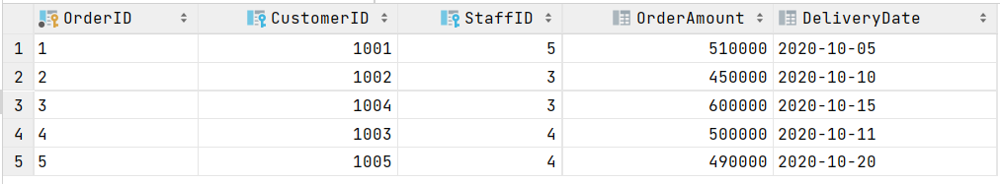 OrderID CustomerID StaffID OrderAmount DeliveryDate
1 1 1001 5 510000 2020-10-05
2 2 1002 3 450000 2020-10-10
3 3 1004 3 600000 2020-10-15
4 4 1003 4 500000 2020-10-11
5 5 1005 4 490000 2020-10-20